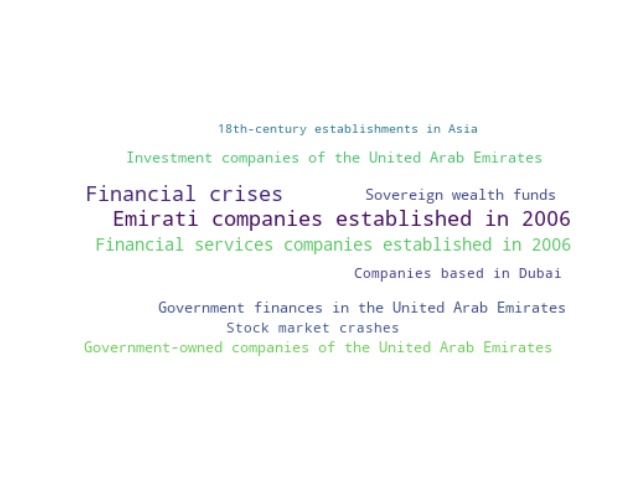 18th-century establishments in Asia
Investment companies of the United Arab Emirates
Financial crises
Sovereign wealth funds
Emirati companies established in 2006
Financial services companies established in 2006
Companies based in Dubai
Government finances in the United Arab Emirates
Stock market crashes
Government-owned companies of the United Arab Emirates